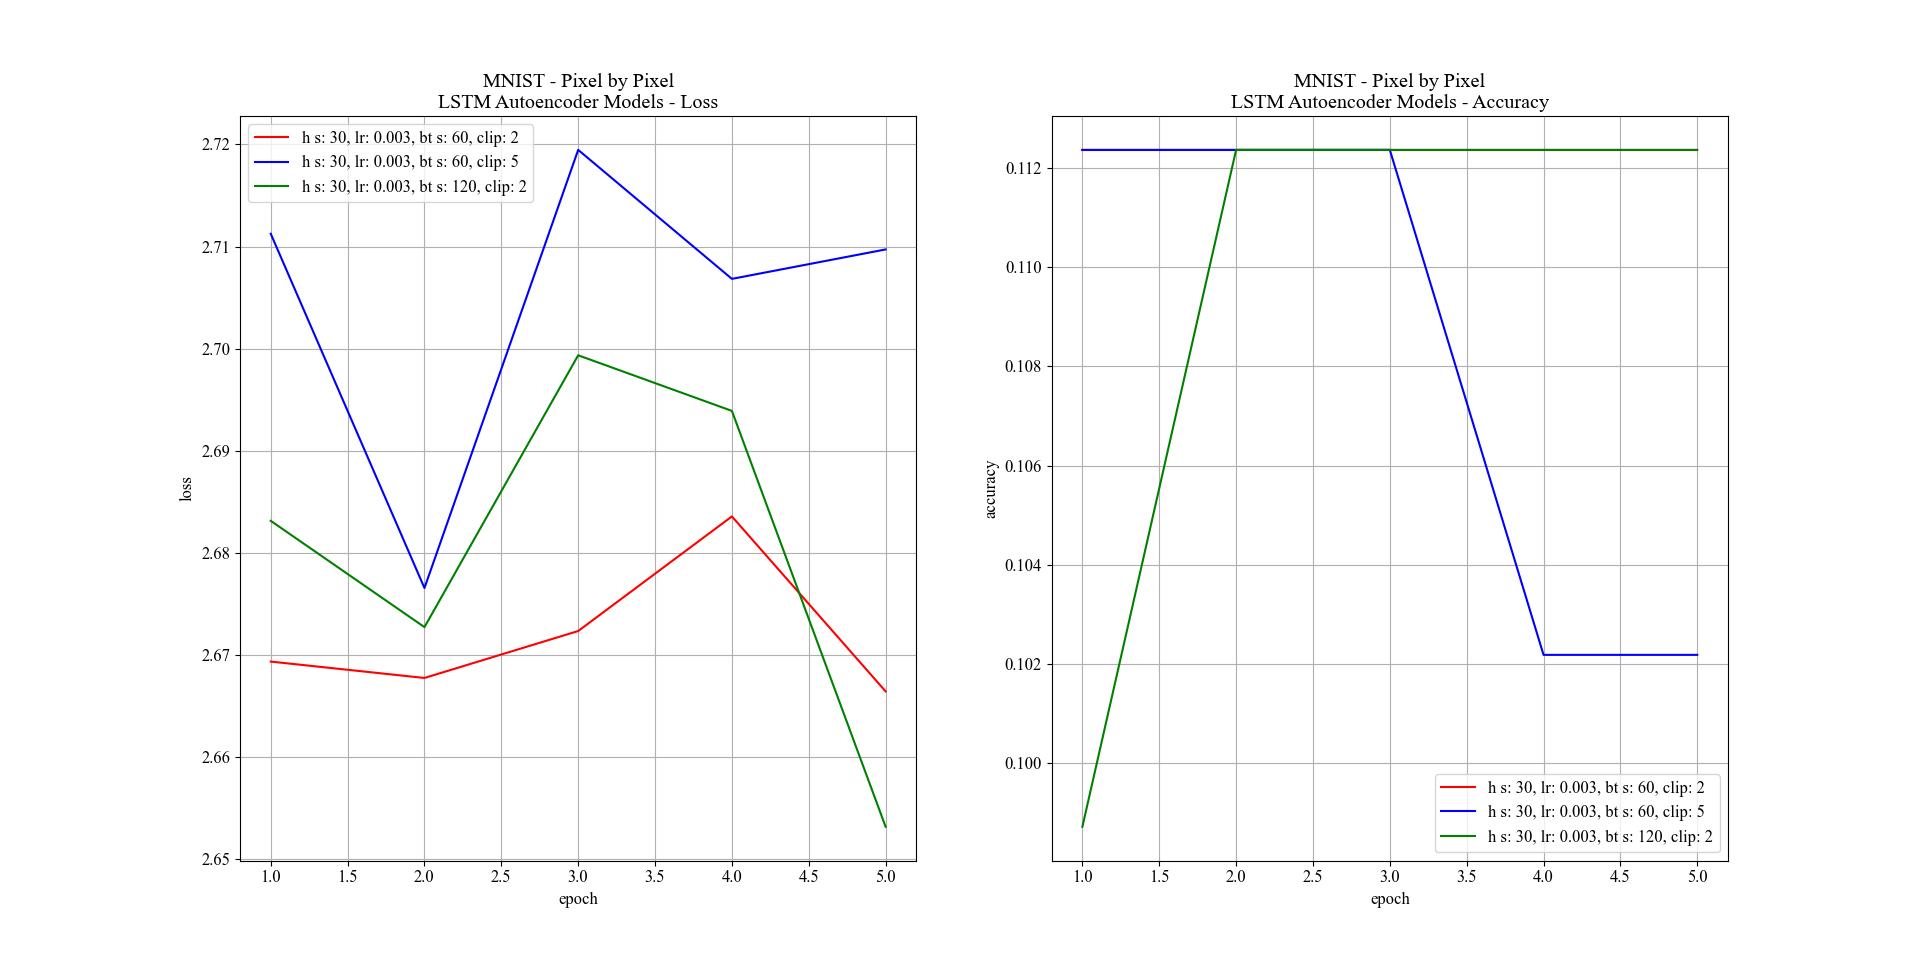 MNIST - Pixel by Pixel
LSTM Autoencoder Models - Loss
h s: 30, lr: 0.003, bt s: 60, clip: 2
h s: 30, lr: 0.003, bt s: 60, clip: 5
h s: 30, lr: 0.003, bt s: 120, clip: 2
2.72
2.71
2.70
2.69
2.68
2.67
2.66
2.65
loss
1.0 1.5 2.0 2.5 3.0 3.5 4.0 4.5 5.0
epoch
MNIST - Pixel by Pixel
LSTM Autoencoder Models - Accuracy
0.112
0.110
0.108
0.106
0.104
0.102
0.100
accuracy
h s: 30, lr: 0.003, bt s: 60, clip: 2
h s: 30, lr: 0.003, bt s: 60, clip: 5
h s: 30, lr: 0.003, bt s: 120, clip: 2
1.0 1.5 2.0 2.5 3.0 3.5 4.0 4.5 5.0
epoch